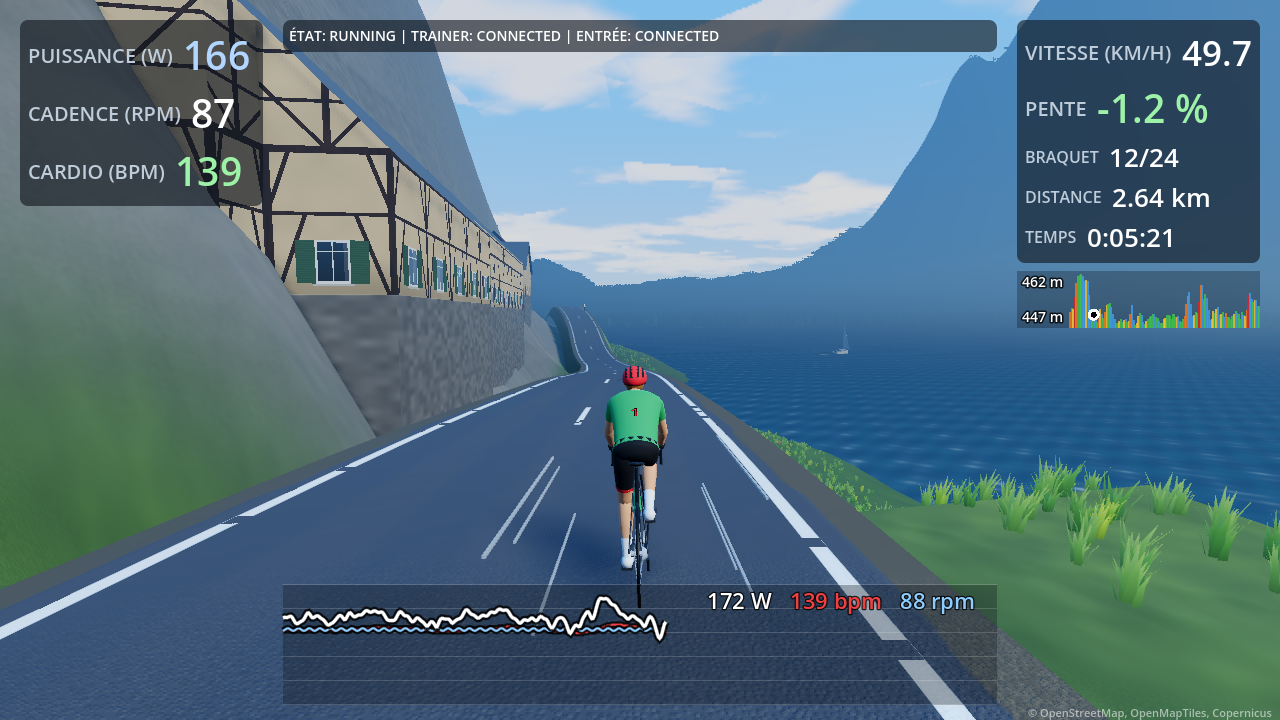 PUISSANCE (W) 166
CADENCE (RPM) 87
CARDIO (BPM) 139
ÉTAT: RUNNING | TRAINER: CONNECTED | ENTRÉE: CONNECTED
VITESSE (KM/H) 49.7
PENTE -1.2 %
BRAQUET 12/24
DISTANCE 2.64 km
TEMPS 0:05:21
462 m
447 m
1
172 W 139 bpm 88 rpm
© OpenStreetMap, OpenMapTiles, Copernicus